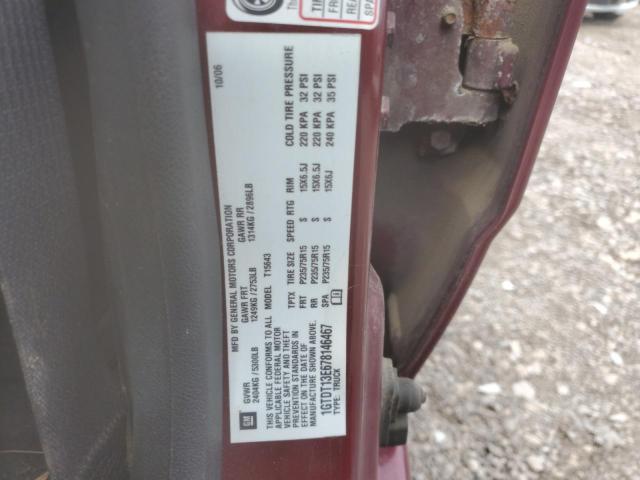 MFD BY GENERAL MOTORS CORPORATION 10/06
GM
GVWR GAWR FRT GAWR RR
2404KG/5300LB 1249KG/2753LB 1314KG/2896LB
THIS VEHICLE CONFORMS TO ALL
APPLICABLE FEDERAL MOTOR
VEHICLE SAFETY AND THEFT
PREVENTION STANDARDS IN
EFFECT ON THE DATE OF
MANUFACTURE SHOWN ABOVE.
1GTDT13E678146467
TYPE: TRUCK
MODEL T15643
TPTX TIRE SIZE SPEED RTG RIM COLD TIRE PRESSURE
FRT P235/75R15 S 15X6.5J 220 KPA 32 PSI
RR P235/75R15 S 15X6.5J 220 KPA 32 PSI
SPA P235/75R15 S 15X6J 240 KPA 35 PSI